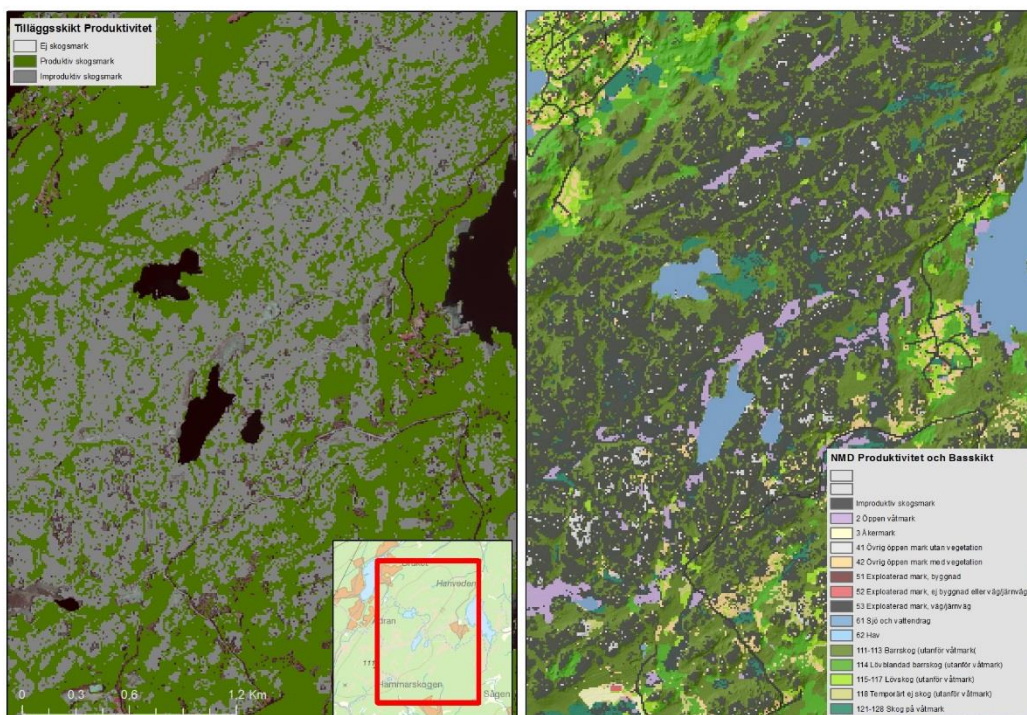 Tilläggsskikt Produktivitet
Ej skogsmark
Produktiv skogsmark
Improduktiv skogsmark
0 0.3 0.6 1.2 Km
Hanveden
Ådran
111
Hammarskogen
Sågen
NMD Produktivitet och Basskikt
Improduktiv skogsmark
2 Öppen våtmark
3 Åkermark
41 Övrig öppen mark utan vegetation
42 Övrig öppen mark med vegetation
51 Exploaterad mark, byggnad
52 Exploaterad mark, ej byggnad eller väg/järnväg
53 Exploaterad mark, väg/järnväg
61 Sjö och vattendrag
62 Hav
111-113 Barrskog (utanför våtmark(
114 Lövblandad barrskog (utanför våtmark)
115-117 Lövskog (utanför våtmark)
118 Temporärt ej skog (utanför våtmark)
121-128 Skog på våtmark